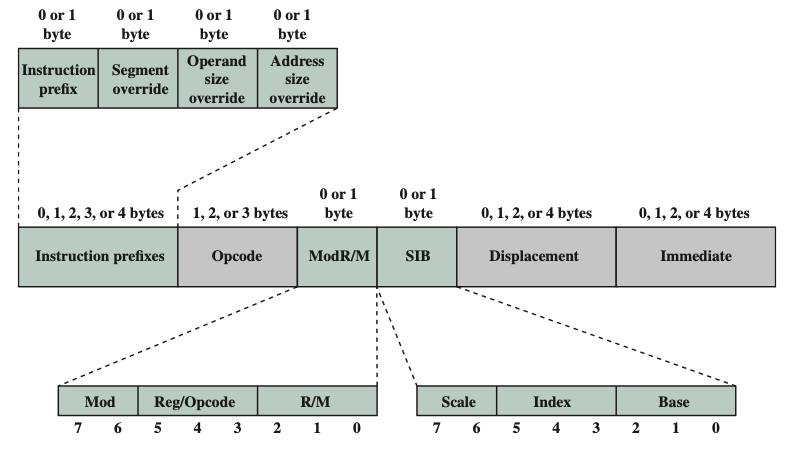 0 or 1 byte
0 or 1 byte
0 or 1 byte
0 or 1 byte
Instruction prefix
Segment override
Operand size override
Address size override
0, 1, 2, 3, or 4 bytes
1, 2, or 3 bytes
0 or 1 byte
0 or 1 byte
0, 1, 2, or 4 bytes
0, 1, 2, or 4 bytes
Instruction prefixes
Opcode
ModR/M
SIB
Displacement
Immediate
Mod
Reg/Opcode
R/M
Scale
Index
Base
7 6 5 4 3 2 1 0
7 6 5 4 3 2 1 0